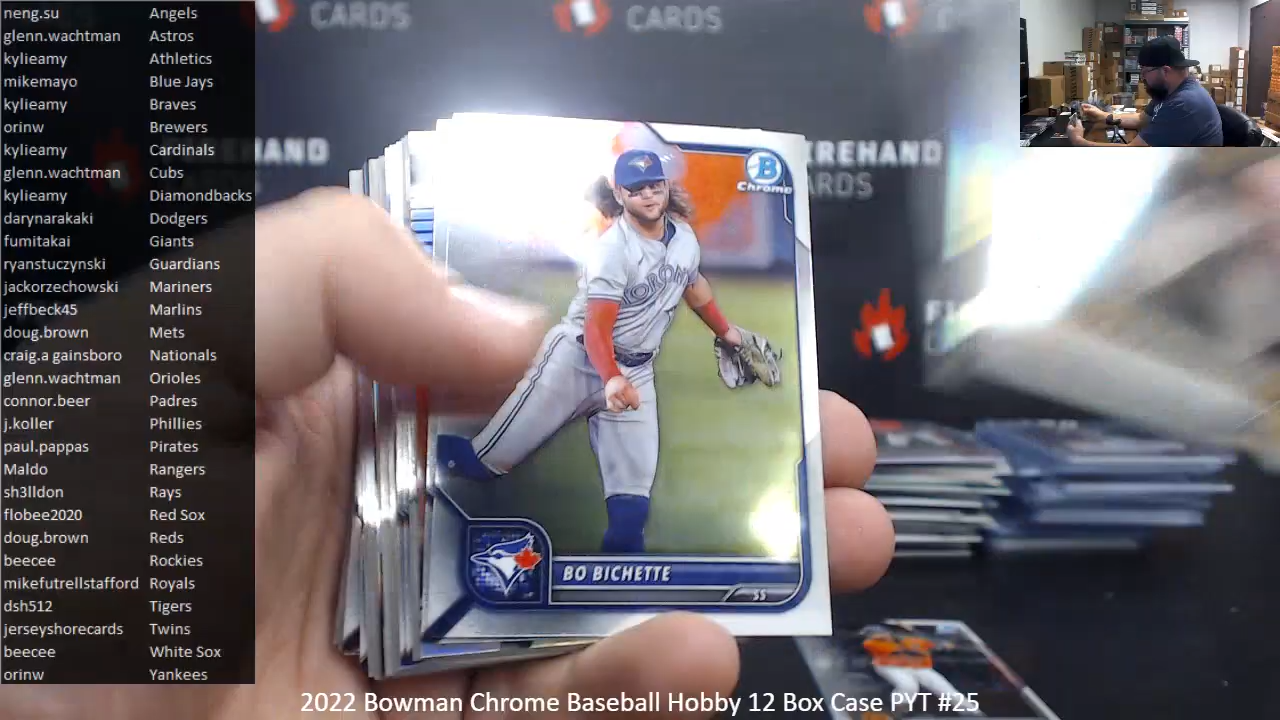 neng.su Angels
glenn.wachtman Astros
kylieamy Athletics
mikemayo Blue Jays
kylieamy Braves
orinw Brewers
kylieamy Cardinals
glenn.wachtman Cubs
kylieamy Diamondbacks
darynarakaki Dodgers
fumitakai Giants
ryanstuczynski Guardians
jackorzechowski Mariners
jeffbeck45 Marlins
doug.brown Mets
craig.a gainsboro Nationals
glenn.wachtman Orioles
connor.beer Padres
j.koller Phillies
paul.pappas Pirates
Maldo Rangers
sh3lldon Rays
flobee2020 Red Sox
doug.brown Reds
beecee Rockies
mikefutrellstafford Royals
dsh512 Tigers
jerseyshorecards Twins
beecee White Sox
orinw Yankees
CARDS
CARDS
EHAND
REHAND
ARDS
B
Chrome
TORON
BO BICHETTE
SS
2022 Bowman Chrome Baseball Hobby 12 Box Case PYT #25